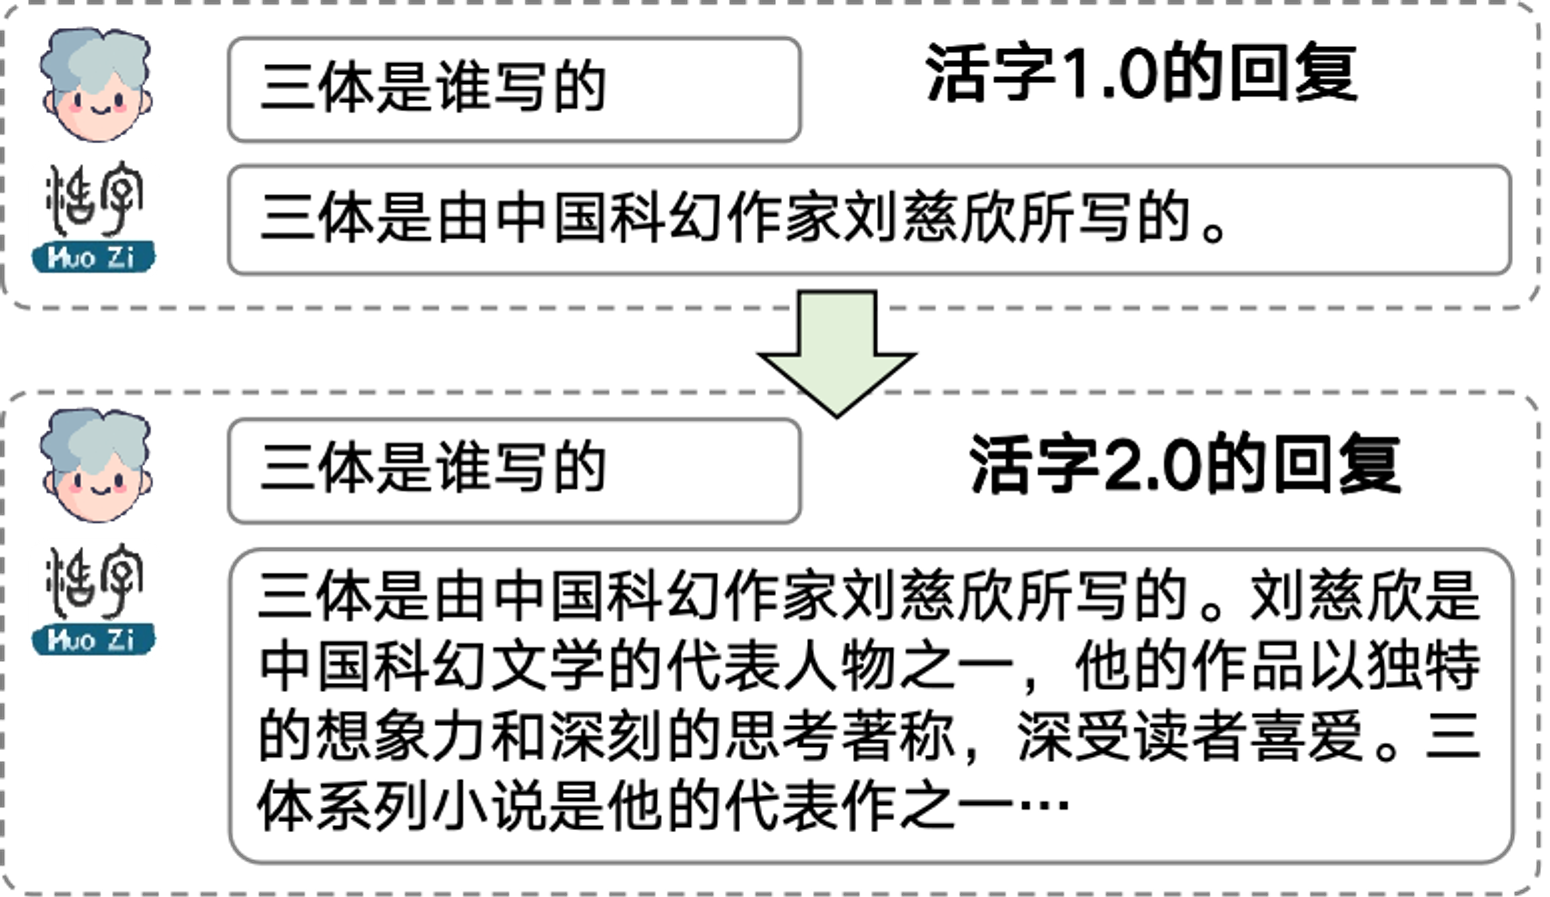 三体是谁写的
活字1.0的回复
活字
Huo Zi
三体是由中国科幻作家刘慈欣所写的。
三体是谁写的
活字2.0的回复
活字
Huo Zi
三体是由中国科幻作家刘慈欣所写的。刘慈欣是
中国科幻文学的代表人物之一，他的作品以独特
的想象力和深刻的思考著称，深受读者喜爱。三
体系列小说是他的代表作之一…